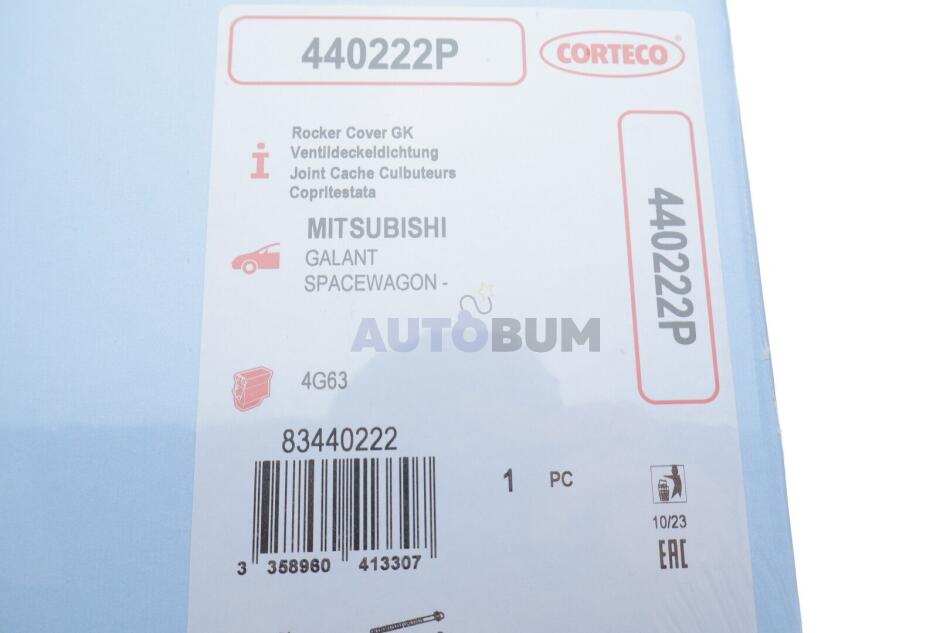 440222P
CORTECO®
440222P
Rocker Cover GK
Ventildeckeldichtung
Joint Cache Culbuteurs
Copritestata
MITSUBISHI
GALANT
SPACEWAGON -
AUTOBUM
4G63
83440222
1 PC
10/23
EAC
3 358960 413307